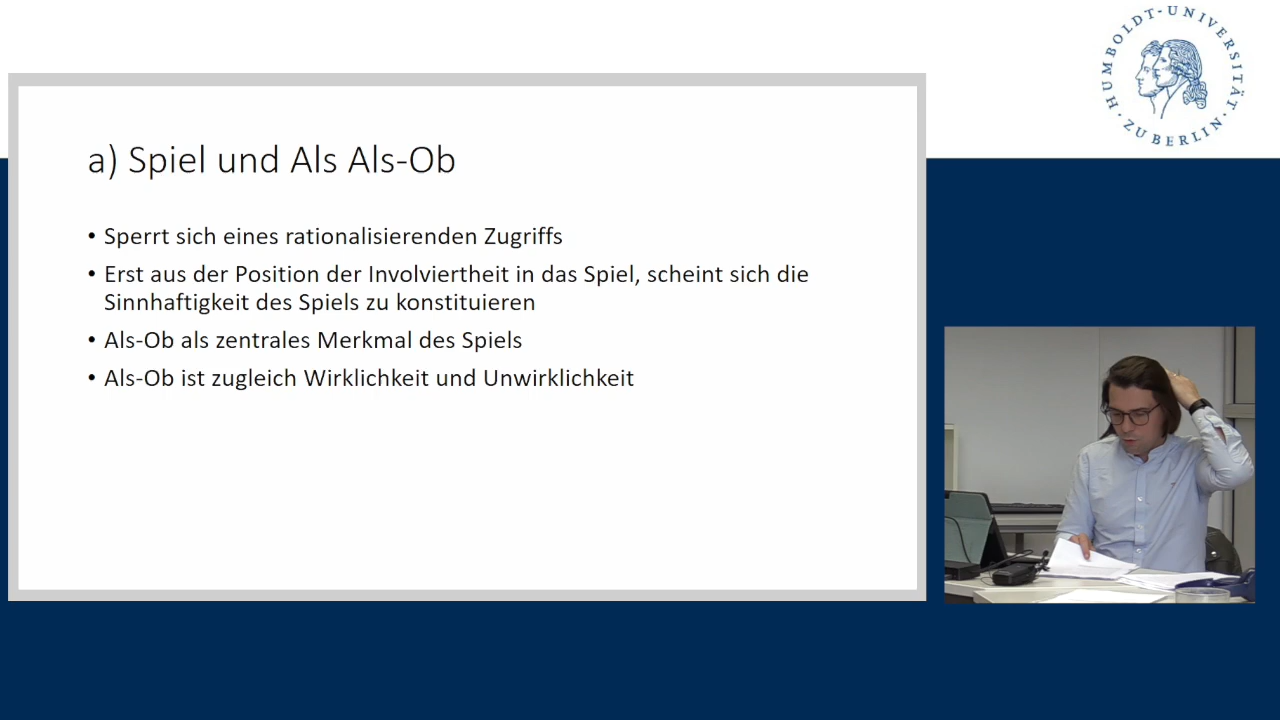 HUMBOLDT-UNIVERSITÄT
ZU BERLIN
a) Spiel und Als Als-Ob
• Sperrt sich eines rationalisierenden Zugriffs
• Erst aus der Position der Involviertheit in das Spiel, scheint sich die
Sinnhaftigkeit des Spiels zu konstituieren
• Als-Ob als zentrales Merkmal des Spiels
• Als-Ob ist zugleich Wirklichkeit und Unwirklichkeit